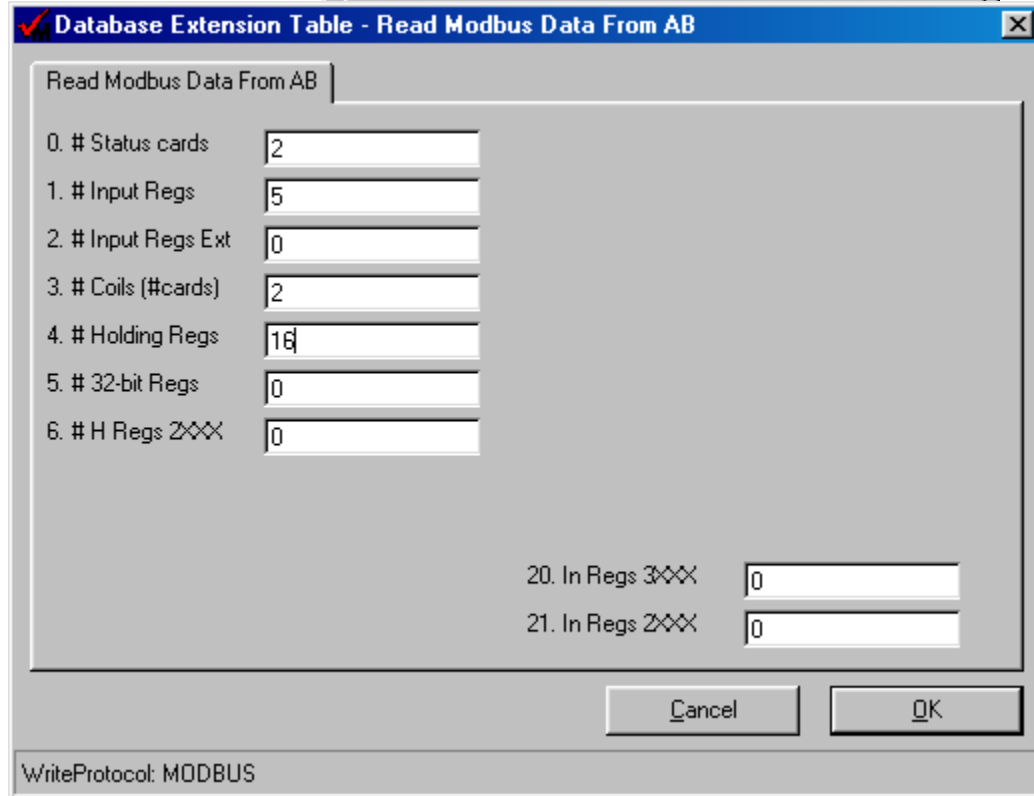 Database Extension Table - Read Modbus Data From AB
Read Modbus Data From AB
0. # Status cards 2
1. # Input Regs 5
2. # Input Regs Ext 0
3. # Coils (#cards) 2
4. # Holding Regs 16
5. # 32-bit Regs 0
6. # H Regs 2XXX 0
20. In Regs 3XXX 0
21. In Regs 2XXX 0
Cancel OK
WriteProtocol: MODBUS